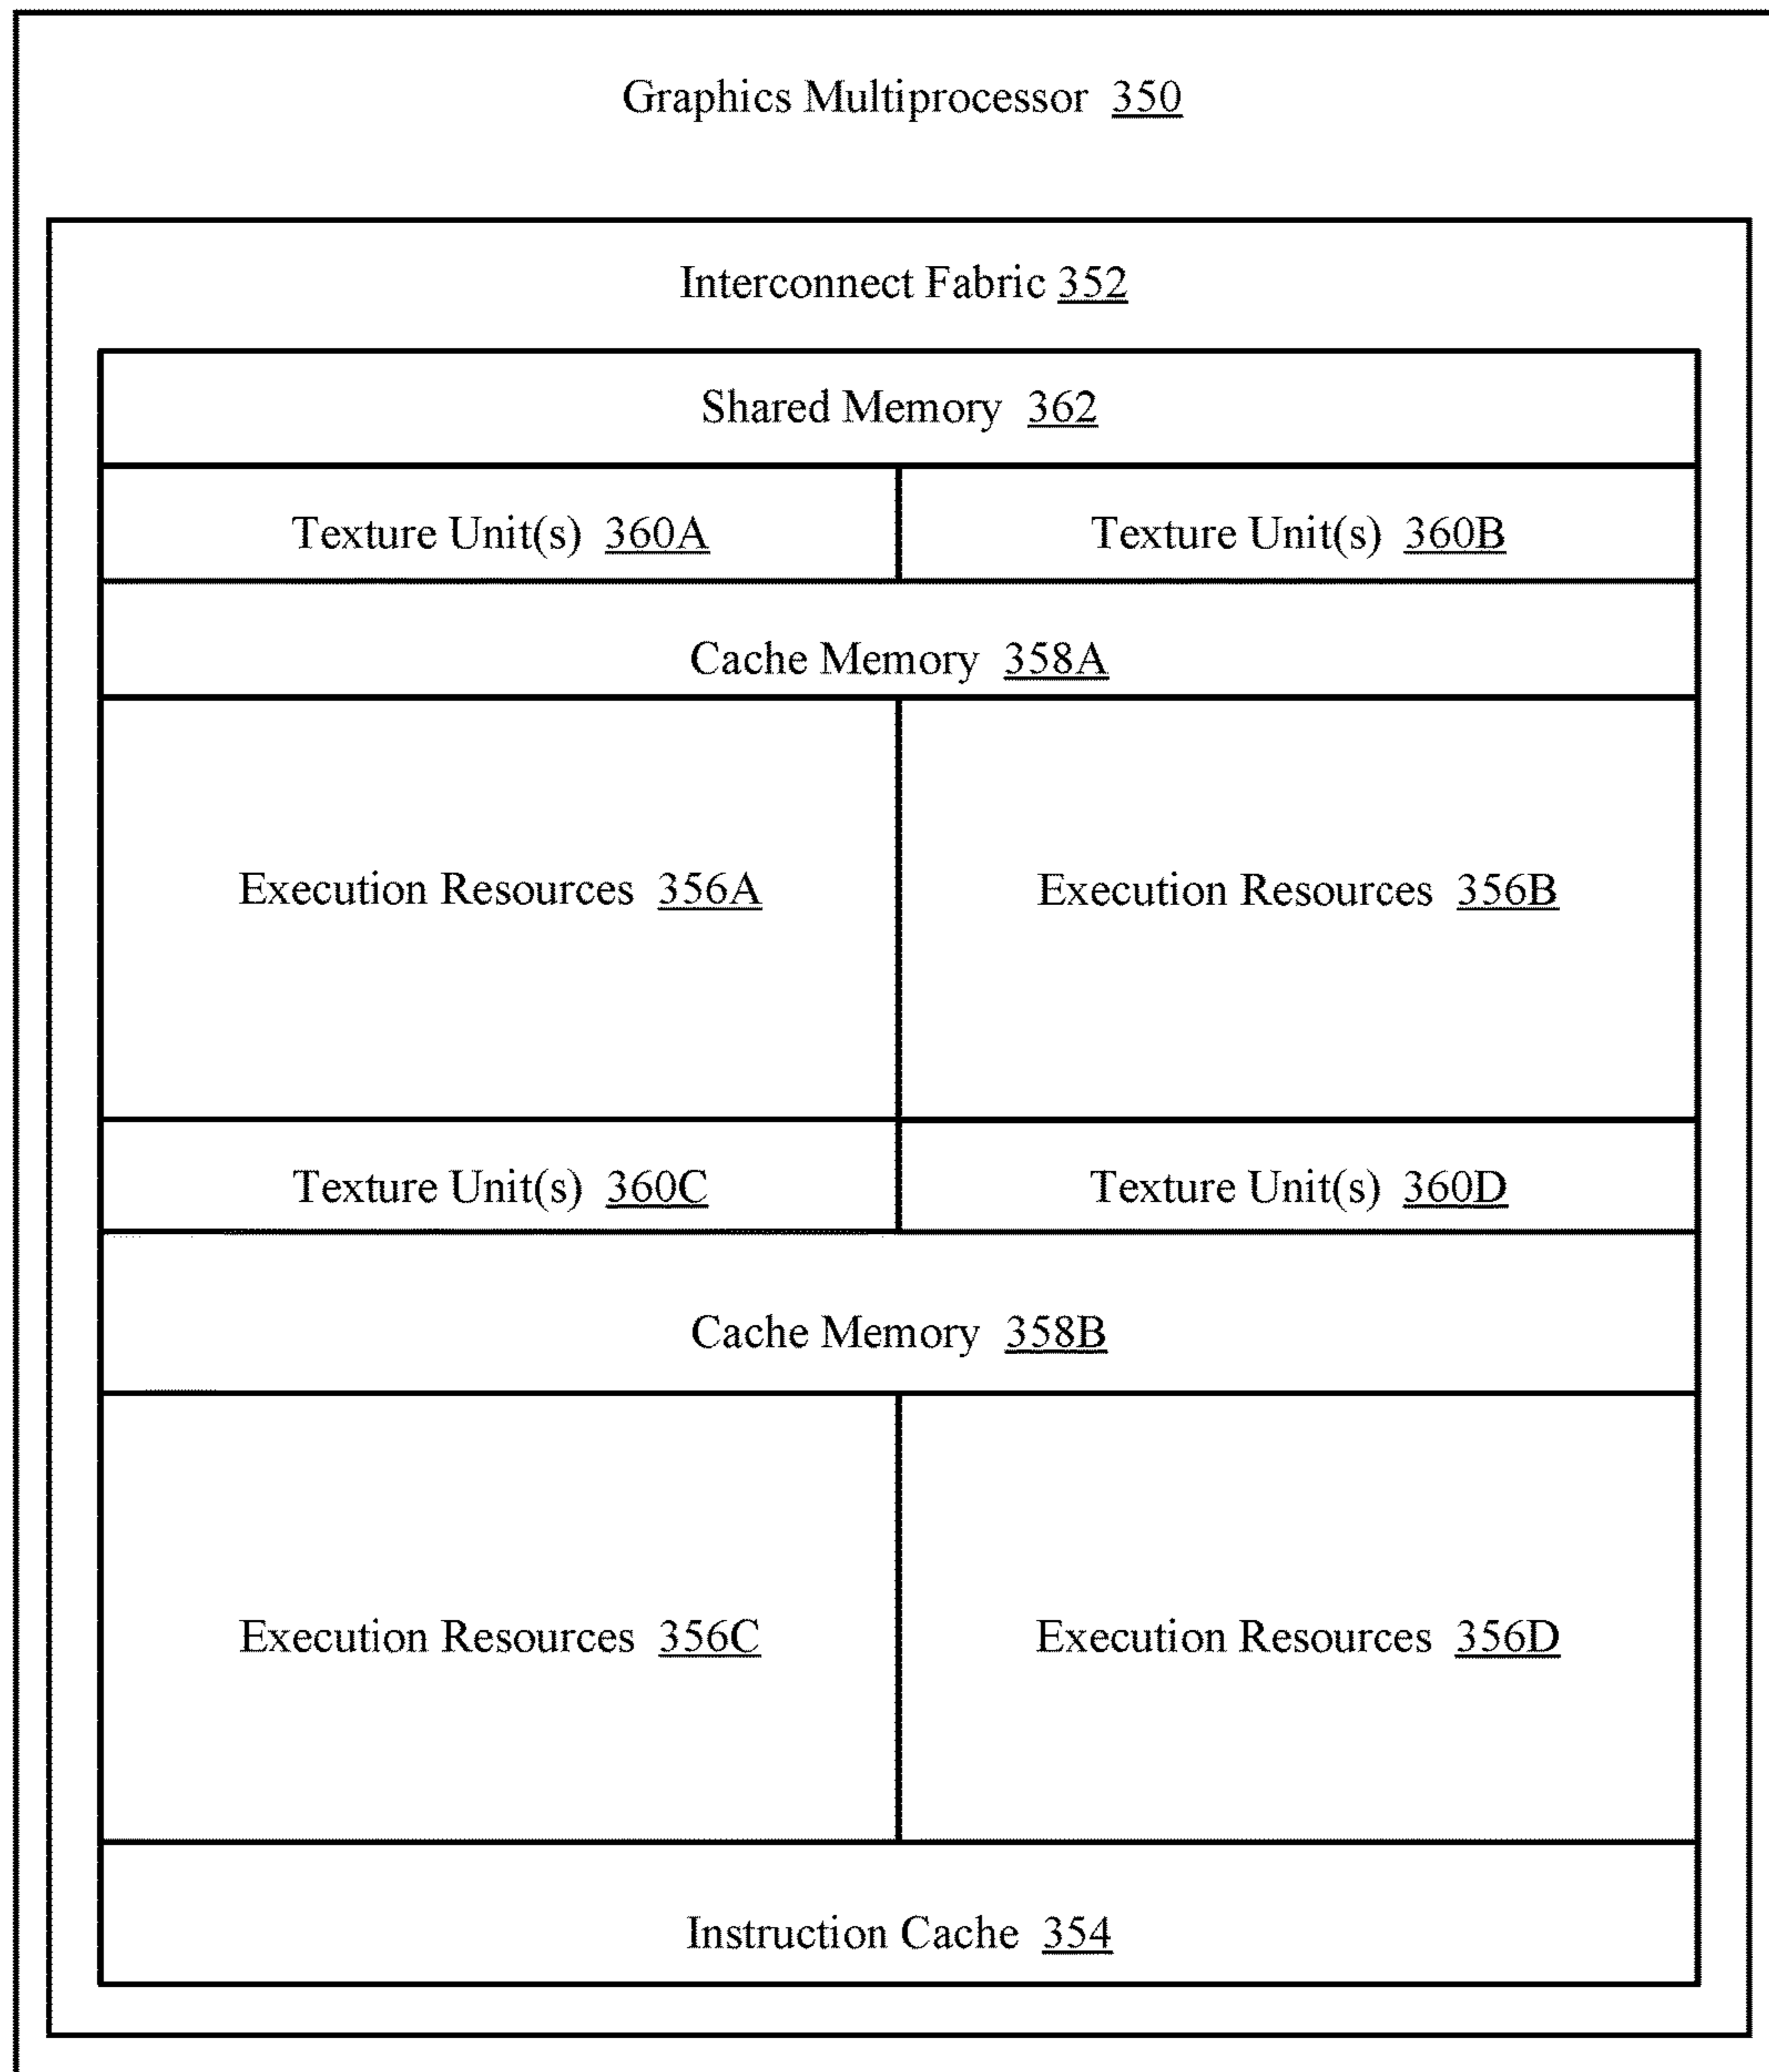 Graphics Multiprocessor 350
Interconnect Fabric 352
Shared Memory 362
Texture Unit(s) 360A
Texture Unit(s) 360B
Cache Memory 358A
Execution Resources 356A
Execution Resources 356B
Texture Unit(s) 360C
Texture Unit(s) 360D
Cache Memory 358B
Execution Resources 356C
Execution Resources 356D
Instruction Cache 354